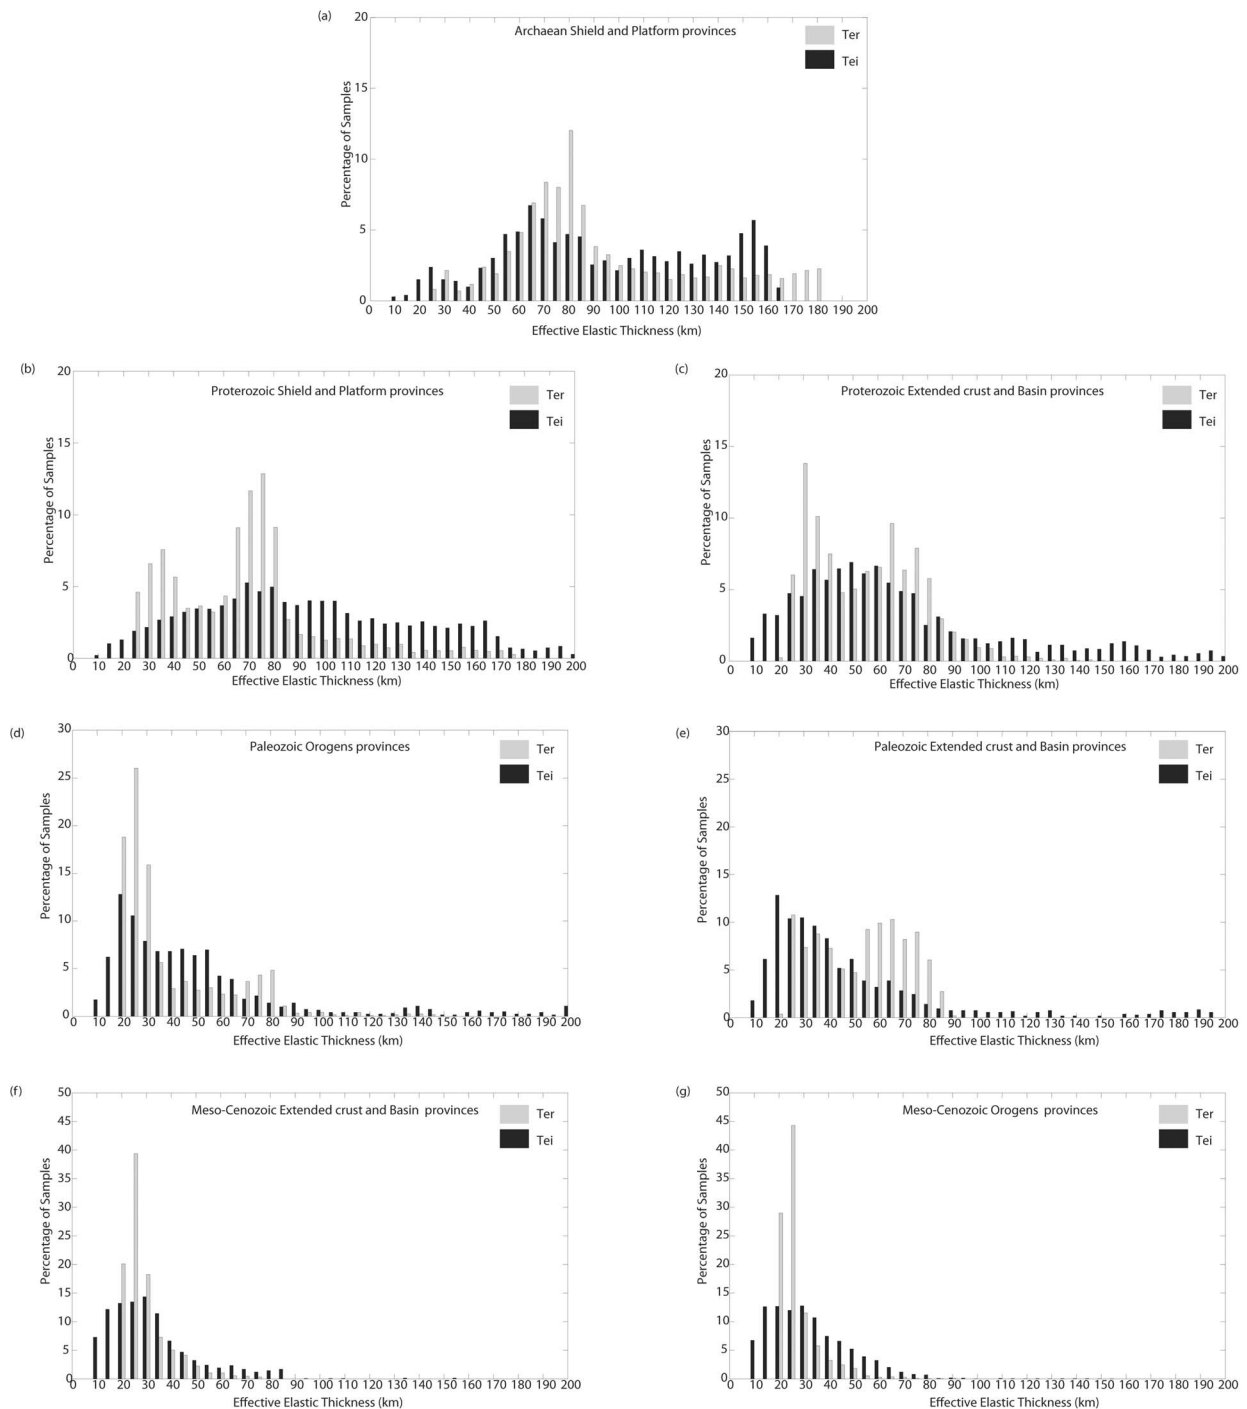 (a)
Archaean Shield and Platform provinces
Ter
Tei
Percentage of Samples
20
15
10
5
0
0 10 20 30 40 50 60 70 80 90 100 110 120 130 140 150 160 170 180 190 200
Effective Elastic Thickness (km)
(b)
Proterozoic Shield and Platform provinces
Ter
Tei
Percentage of Samples
20
15
10
5
0
0 10 20 30 40 50 60 70 80 90 100 110 120 130 140 150 160 170 180 190 200
Effective Elastic Thickness (km)
(c)
Proterozoic Extended crust and Basin provinces
Ter
Tei
Percentage of Samples
20
15
10
5
0
0 10 20 30 40 50 60 70 80 90 100 110 120 130 140 150 160 170 180 190 200
Effective Elastic Thickness (km)
(d)
Paleozoic Orogens provinces
Ter
Tei
Percentage of Samples
30
25
20
15
10
5
0
0 10 20 30 40 50 60 70 80 90 100 110 120 130 140 150 160 170 180 190 200
Effective Elastic Thickness (km)
(e)
Paleozoic Extended crust and Basin provinces
Ter
Tei
Percentage of Samples
30
25
20
15
10
5
0
0 10 20 30 40 50 60 70 80 90 100 110 120 130 140 150 160 170 180 190 200
Effective Elastic Thickness (km)
(f)
Meso-Cenozoic Extended crust and Basin provinces
Ter
Tei
Percentage of Samples
50
45
40
35
30
25
20
15
10
5
0
0 10 20 30 40 50 60 70 80 90 100 110 120 130 140 150 160 170 180 190 200
Effective Elastic Thickness (km)
(g)
Meso-Cenozoic Orogens provinces
Ter
Tei
Percentage of Samples
50
45
40
35
30
25
20
15
10
5
0
0 10 20 30 40 50 60 70 80 90 100 110 120 130 140 150 160 170 180 190 200
Effective Elastic Thickness (km)